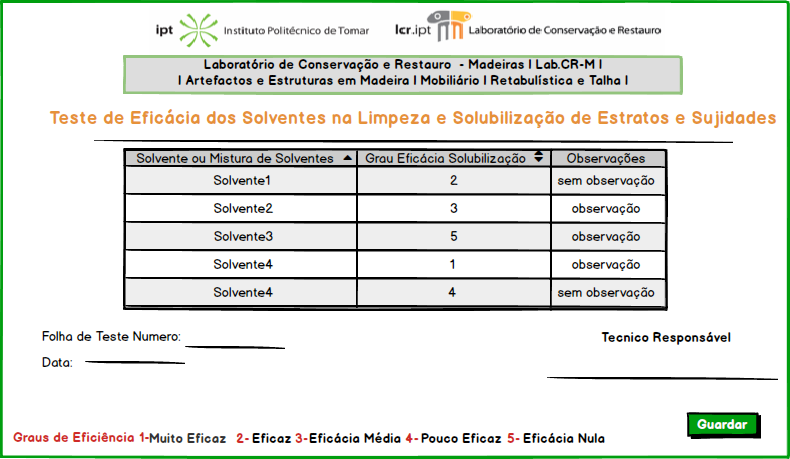 ipt Instituto Politécnico de Tomar lcr.ipt Laboratório de Conservação e Restauro
Laboratório de Conservação e Restauro - Madeiras | Lab.CR-M |
| Artefactos e Estruturas em Madeira | Mobiliário | Retabulística e Talha |
Teste de Eficácia dos Solventes na Limpeza e Solubilização de Estratos e Sujidades
Solvente ou Mistura de Solventes Grau Eficácia Solubilização Observações
Solvente1 2 sem observação
Solvente2 3 observação
Solvente3 5 observação
Solvente4 1 observação
Solvente4 4 sem observação
Folha de Teste Numero:
Tecnico Responsável
Data:
Guardar
Graus de Eficiência 1-Muito Eficaz 2- Eficaz 3-Eficácia Média 4- Pouco Eficaz 5- Eficácia Nula